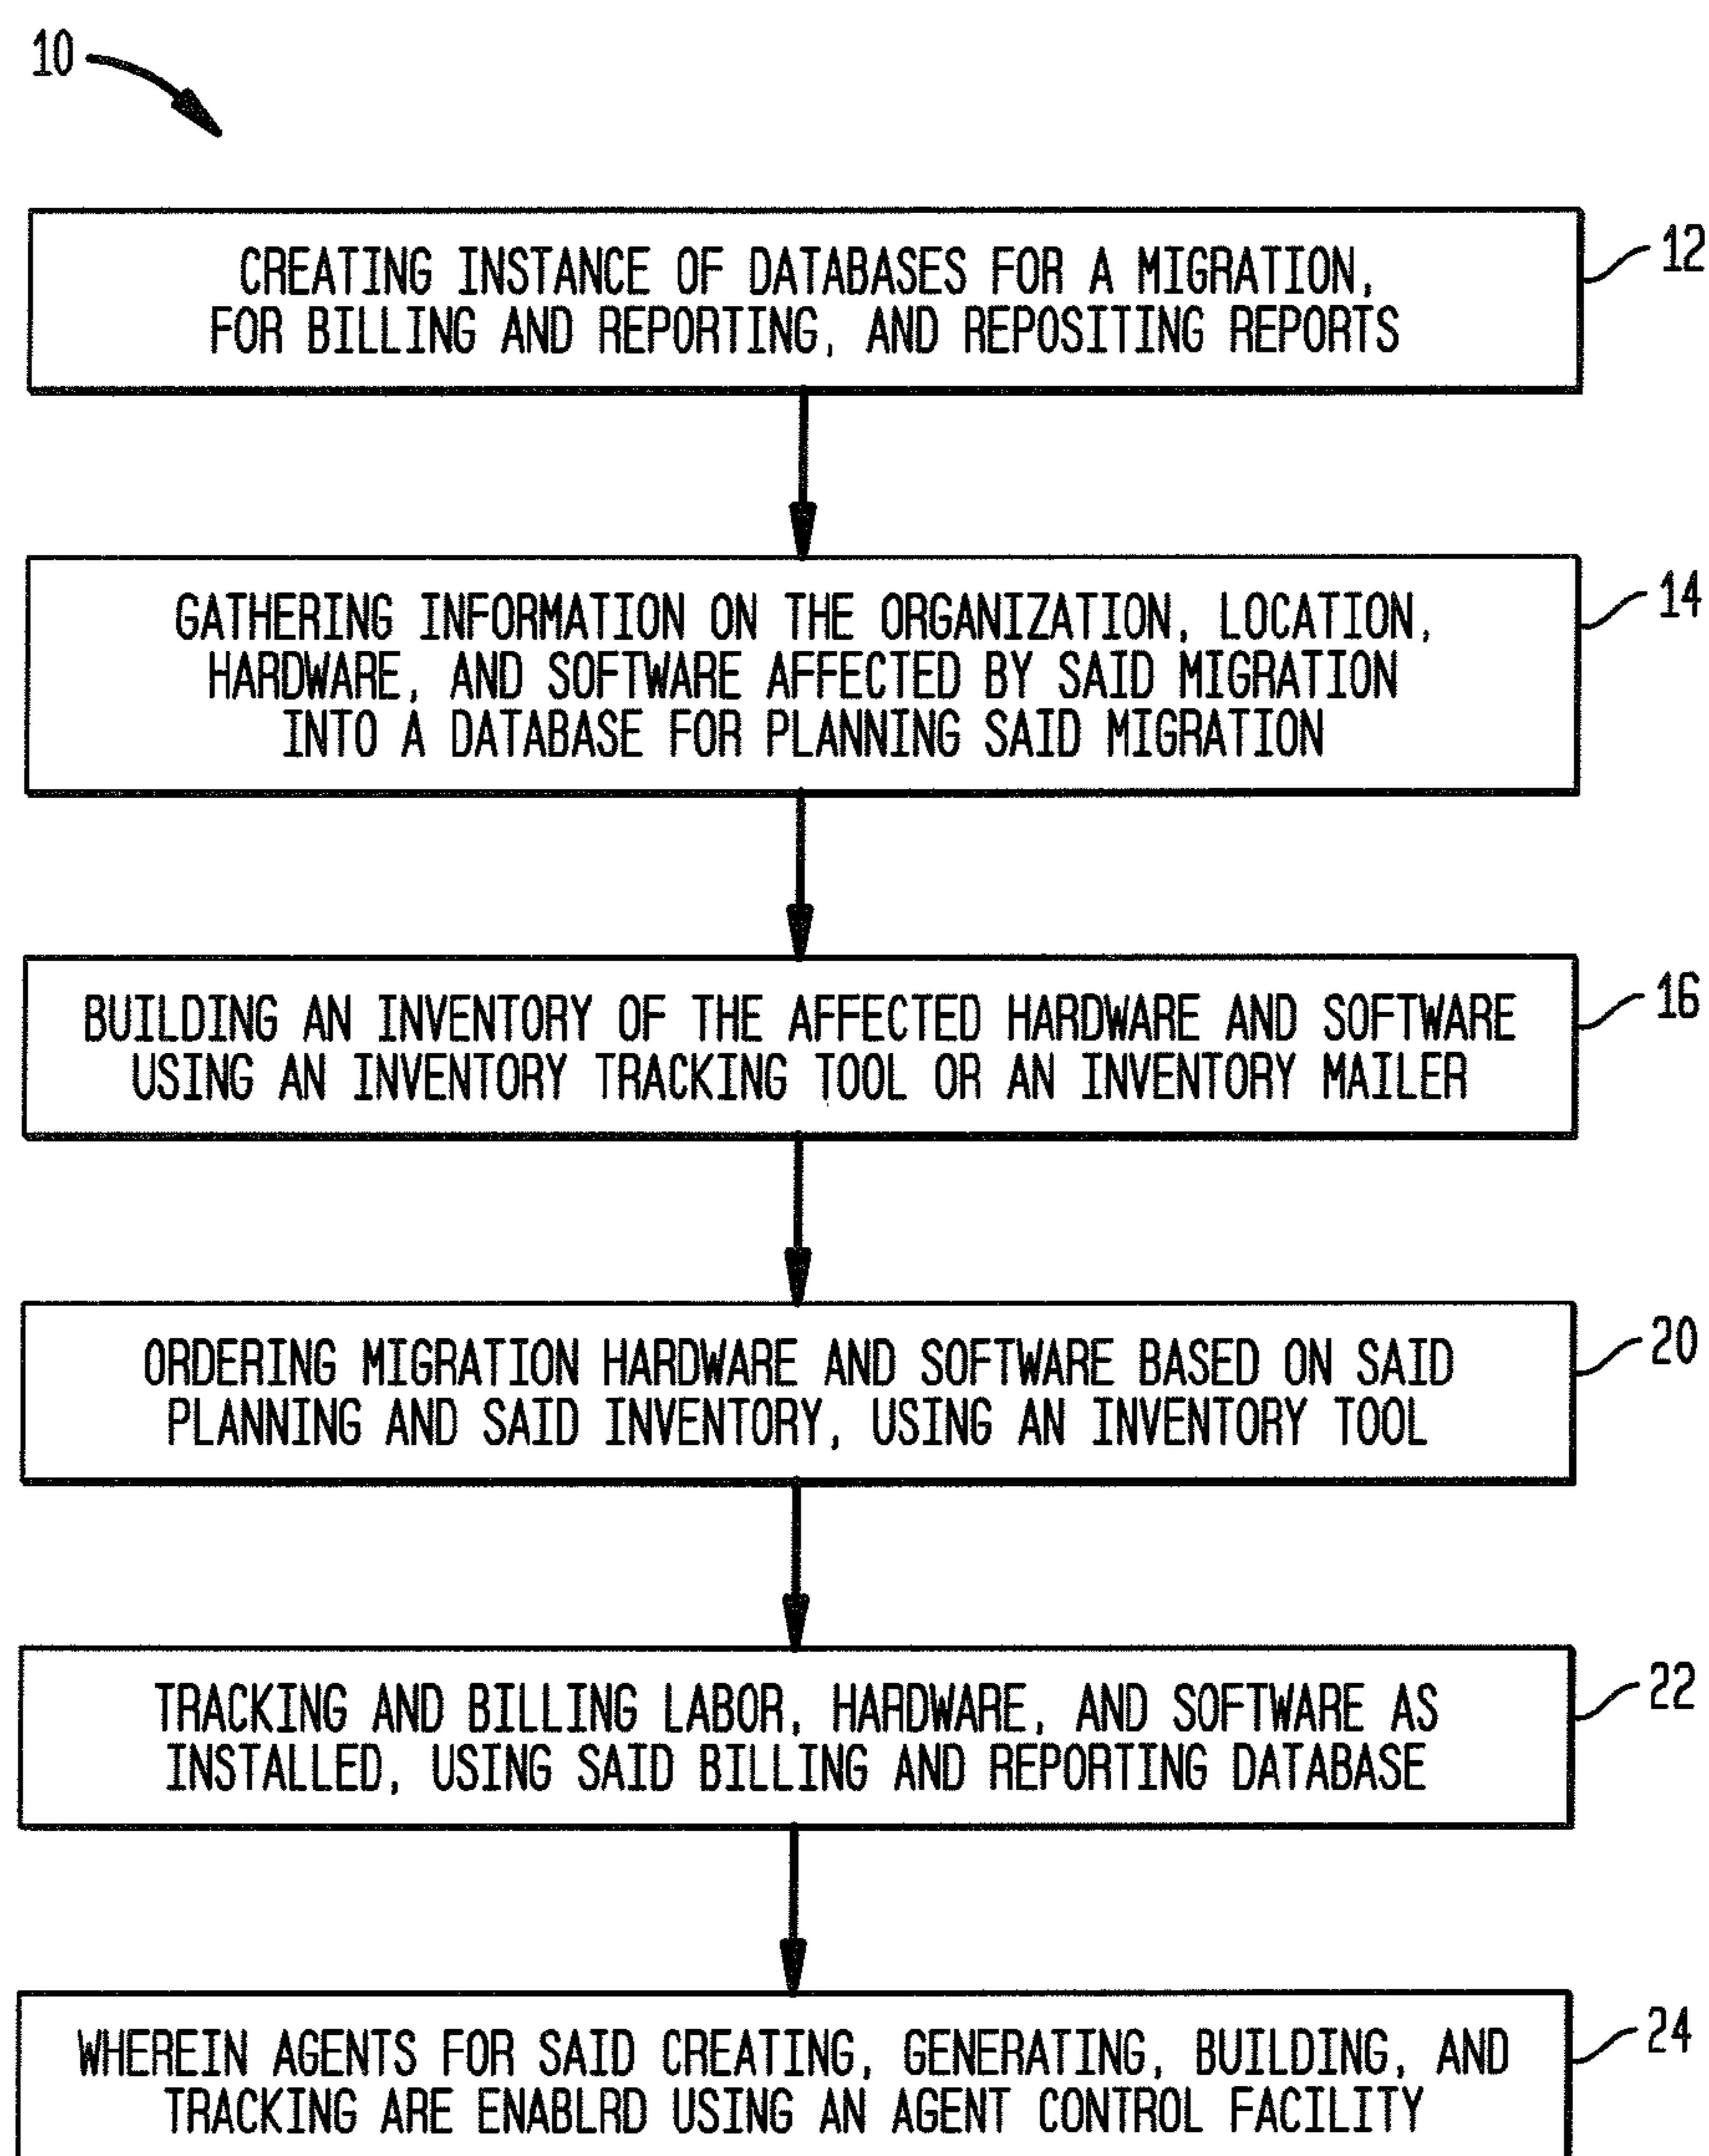 10
CREATING INSTANCE OF DATABASES FOR A MIGRATION,
FOR BILLING AND REPORTING, AND REPOSITING REPORTS
12
GATHERING INFORMATION ON THE ORGANIZATION, LOCATION,
HARDWARE, AND SOFTWARE AFFECTED BY SAID MIGRATION
INTO A DATABASE FOR PLANNING SAID MIGRATION
14
BUILDING AN INVENTORY OF THE AFFECTED HARDWARE AND SOFTWARE
USING AN INVENTORY TRACKING TOOL OR AN INVENTORY MAILER
16
ORDERING MIGRATION HARDWARE AND SOFTWARE BASED ON SAID
PLANNING AND SAID INVENTORY, USING AN INVENTORY TOOL
20
TRACKING AND BILLING LABOR, HARDWARE, AND SOFTWARE AS
INSTALLED, USING SAID BILLING AND REPORTING DATABASE
22
WHEREIN AGENTS FOR SAID CREATING, GENERATING, BUILDING, AND
TRACKING ARE ENABLRD USING AN AGENT CONTROL FACILITY
24